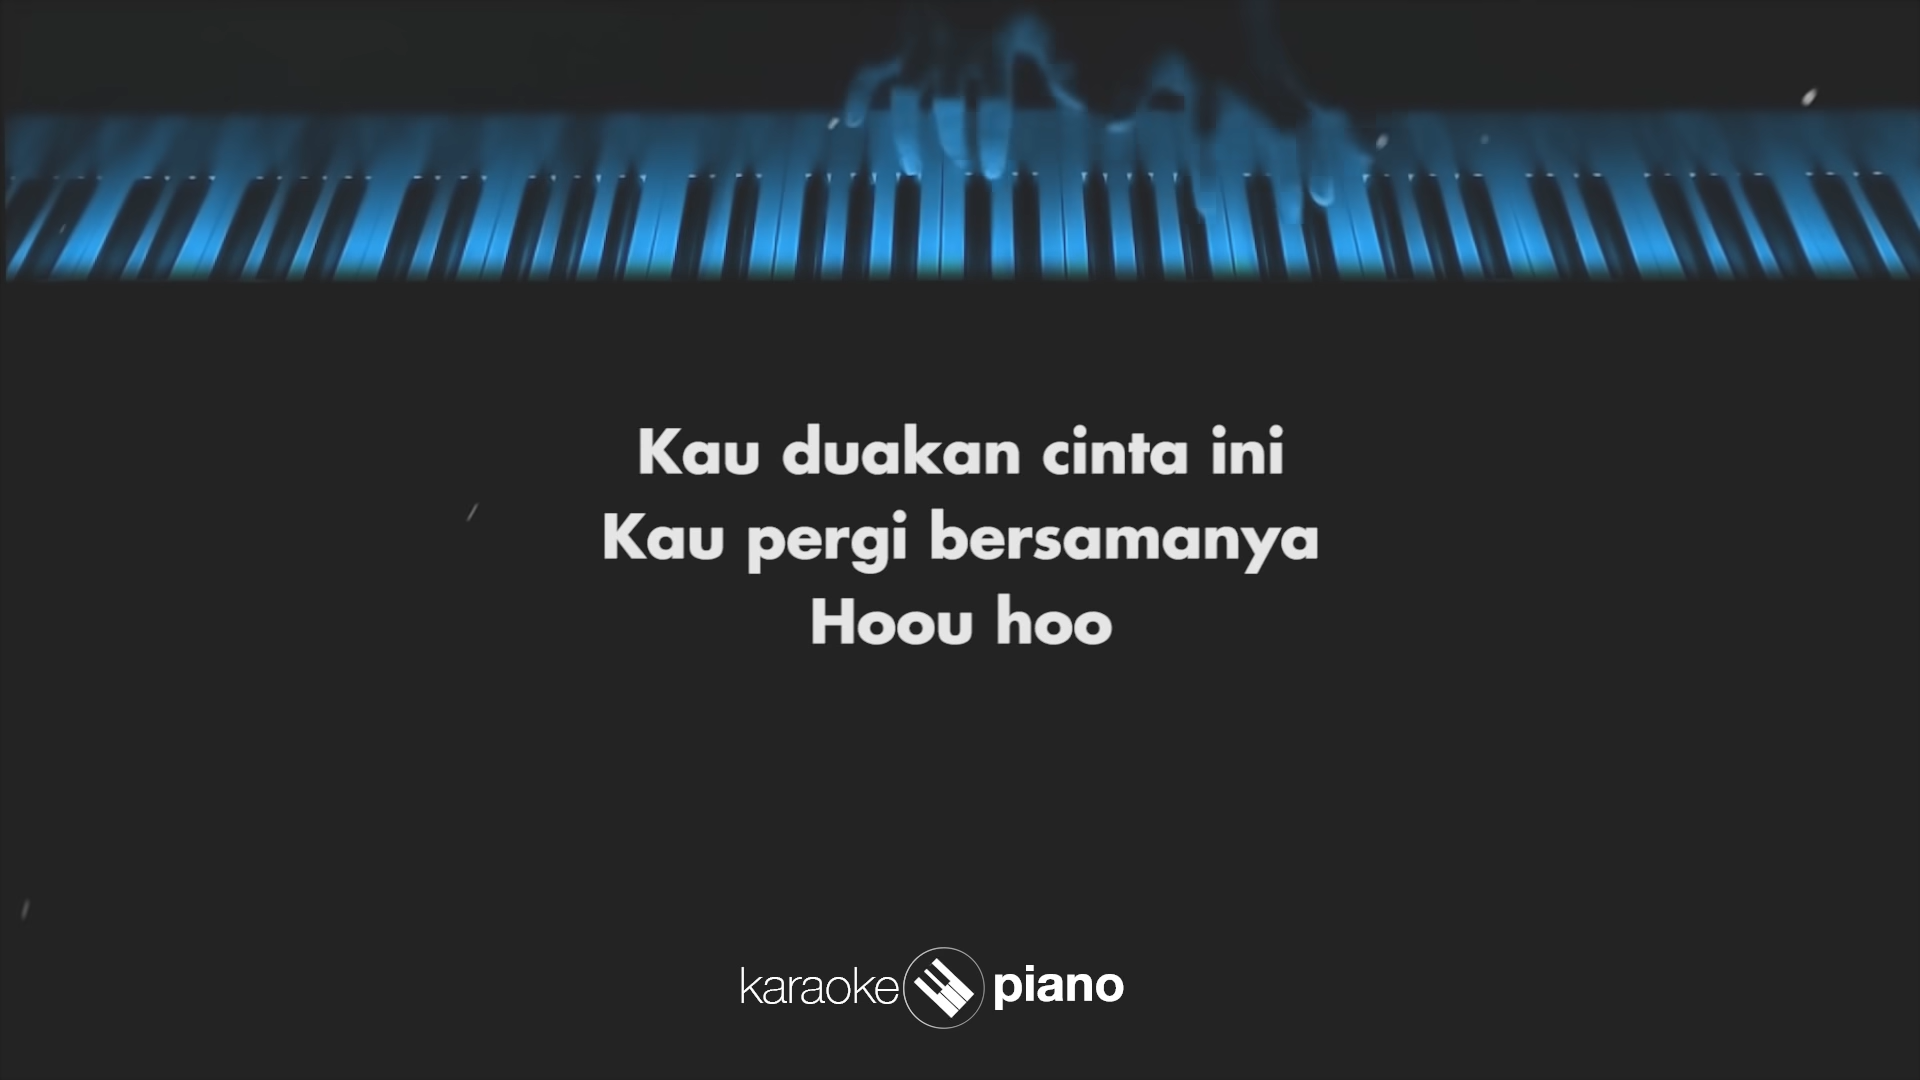 Kau duakan cinta ini
Kau pergi bersamanya
Hoou hoo
karaoke piano